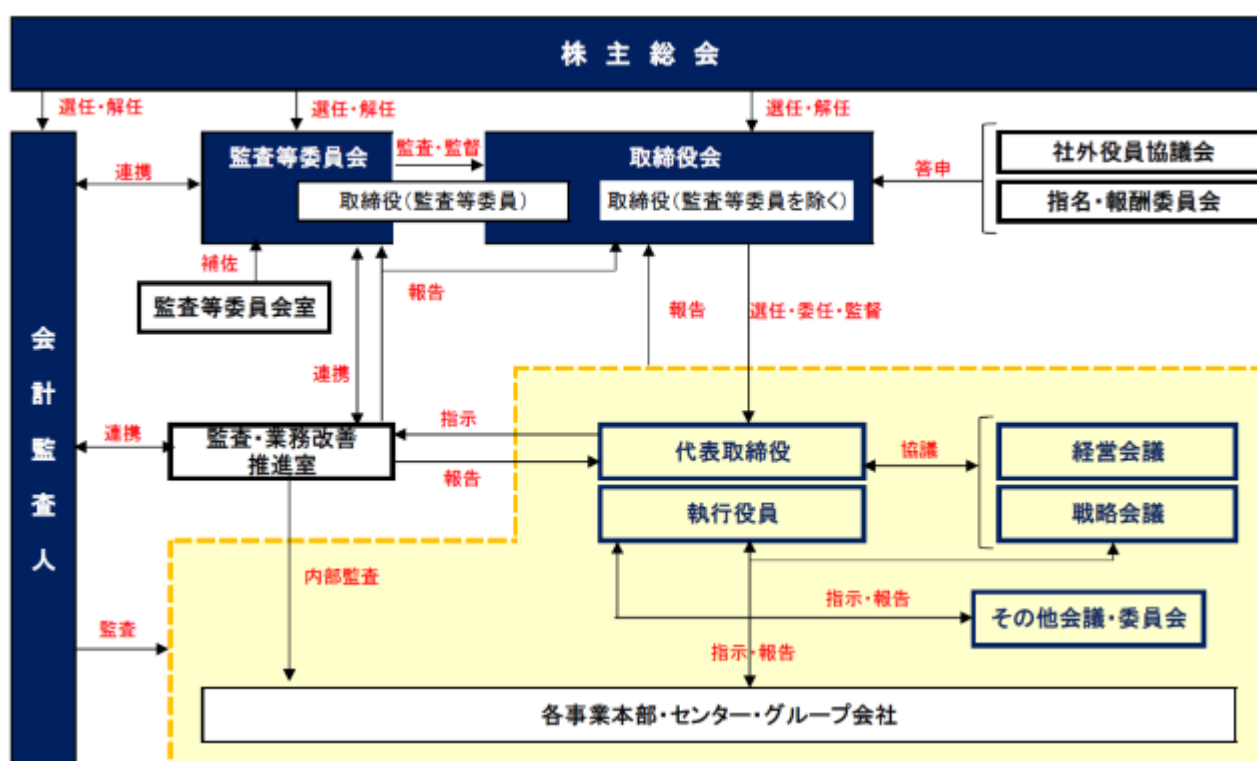 株主総会
選任・解任
選任・解任
選任・解任
監査等委員会
監査・監督
取締役会
答申
社外役員協議会
連携
取締役(監査等委員)
取締役(監査等委員を除く)
指名・報酬委員会
補佐
監査等委員会室
報告
報告
選任・委任・監督
会計監査人
連携
連携
指示
監査・業務改善
推進室
報告
代表取締役
協議
経営会議
執行役員
戦略会議
内部監査
指示・報告
その他会議・委員会
監査
指示・報告
各事業本部・センター・グループ会社